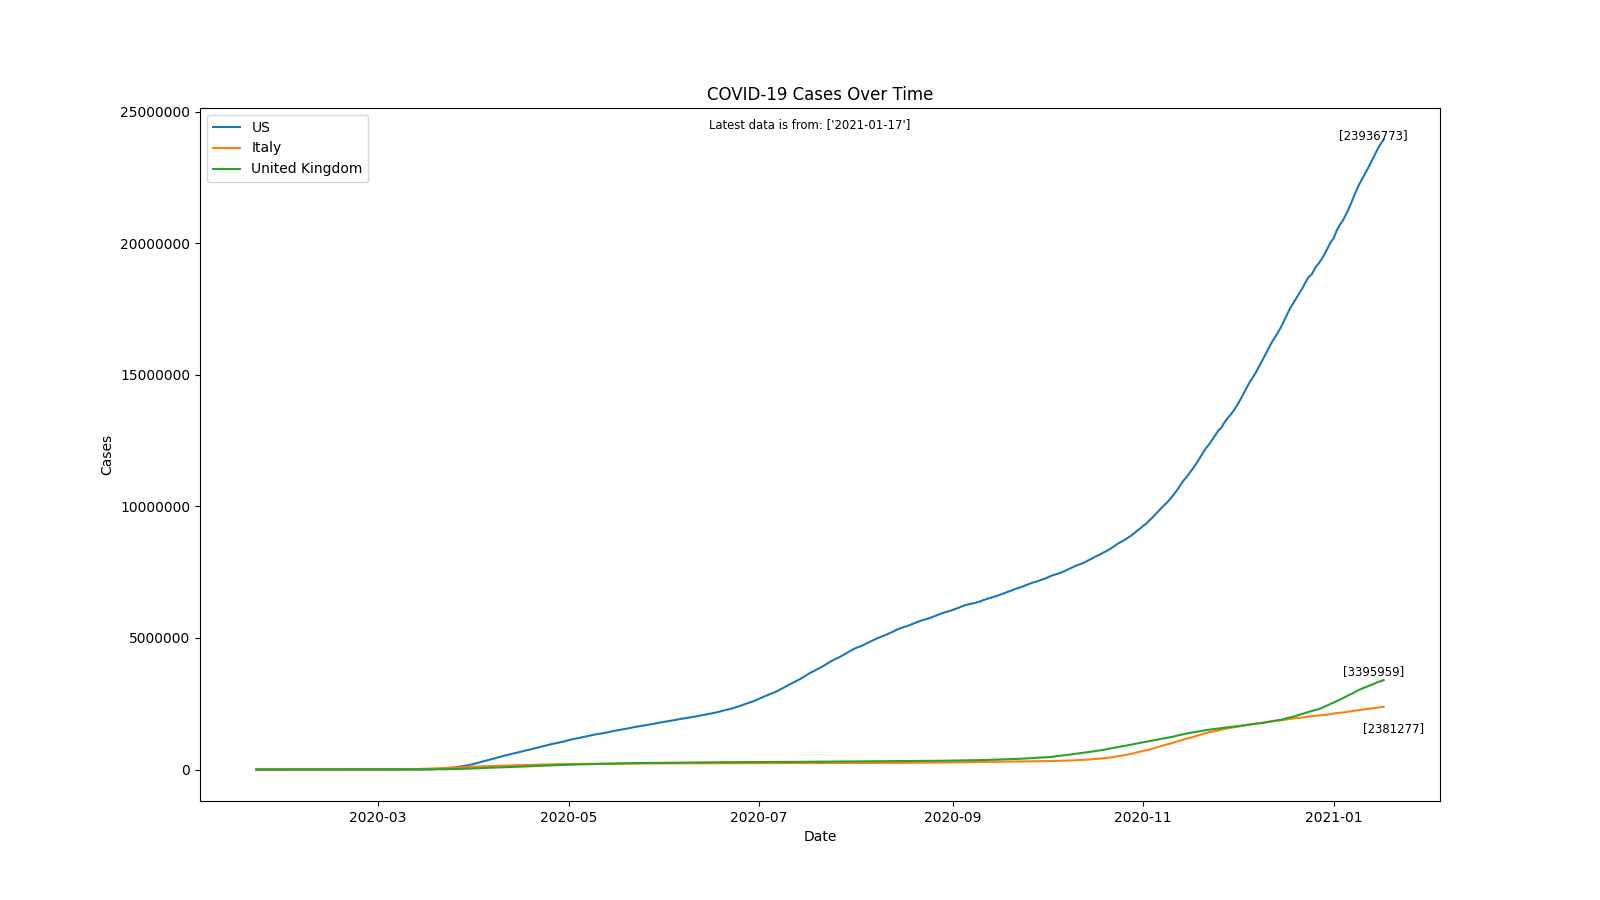 COVID-19 Cases Over Time
25000000
US
Italy
United Kingdom
Latest data is from: ['2021-01-17']
[23936773]
20000000
15000000
Cases
10000000
5000000
[3395959]
[2381277]
0
2020-03
2020-05
2020-07
2020-09
2020-11
2021-01
Date